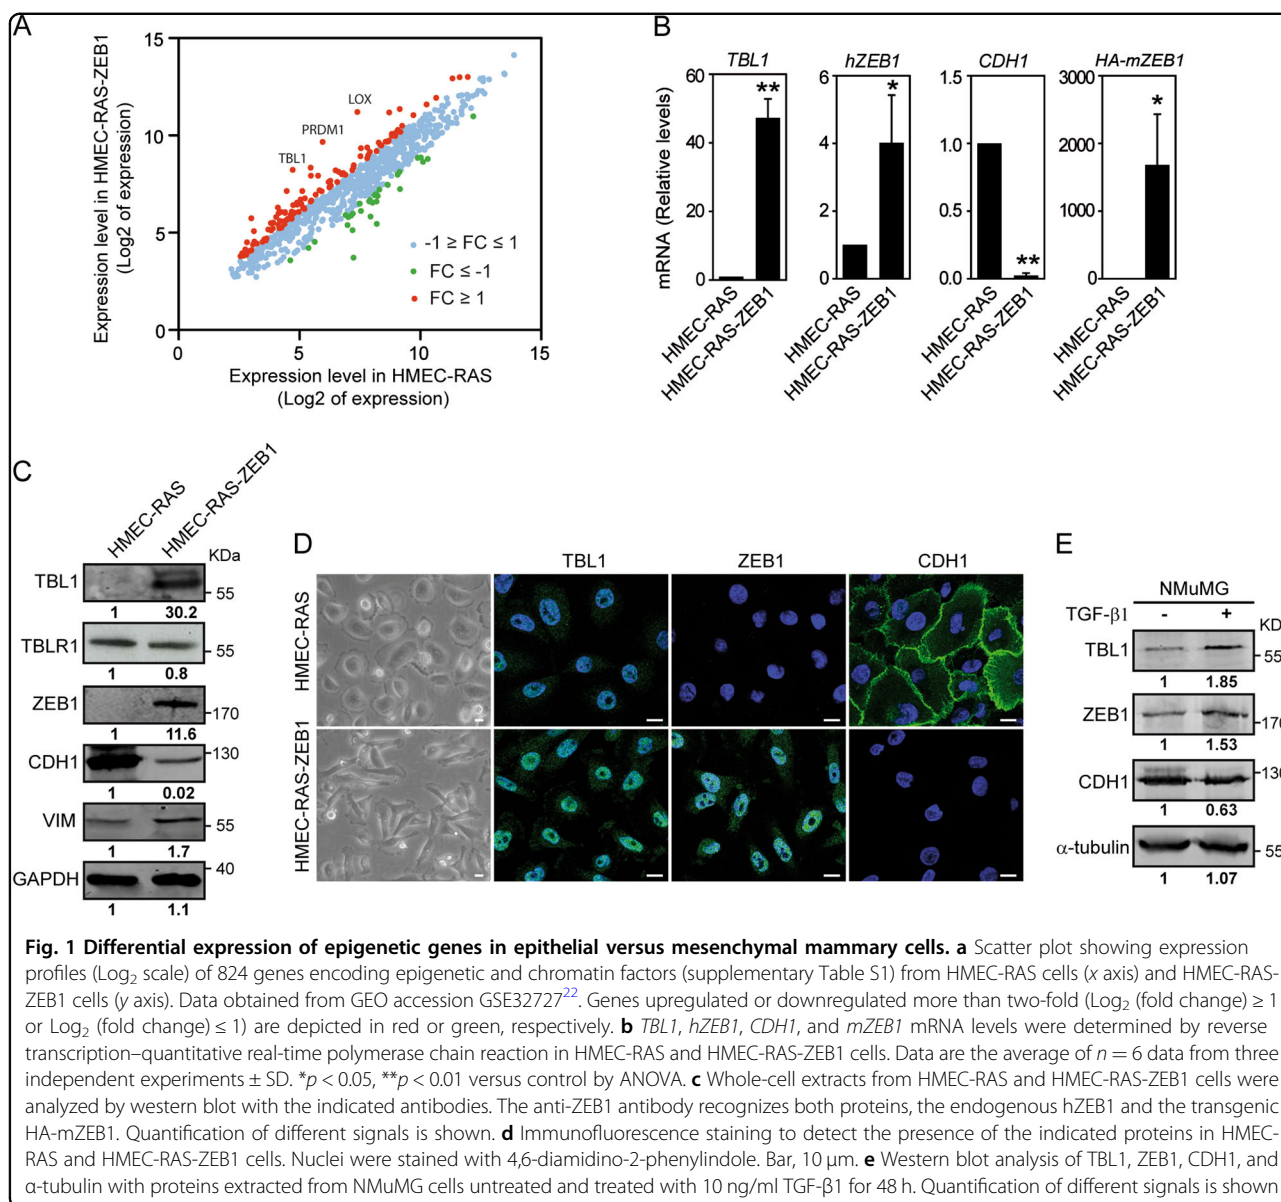 A
Expression level in HMEC-RAS-ZEB1
(Log2 of expression)
15
10
5
0
0
5
10
15
LOX
PRDM1
TBL1
-1 ≥ FC ≤ 1
FC ≤ -1
FC ≥ 1
Expression level in HMEC-RAS
(Log2 of expression)
B
mRNA (Relative levels)
TBL1
60
40
20
0
**
HMEC-RAS
HMEC-RAS-ZEB1
hZEB1
6
4
2
0
*
HMEC-RAS
HMEC-RAS-ZEB1
CDH1
1.5
1.0
0.5
0.0
**
HMEC-RAS
HMEC-RAS-ZEB1
HA-mZEB1
3000
2000
1000
0
*
HMEC-RAS
HMEC-RAS-ZEB1
C
HMEC-RAS
HMEC-RAS-ZEB1
KDa
TBL1
55
1 30.2
TBLR1
55
1 0.8
ZEB1
170
1 11.6
CDH1
130
1 0.02
VIM
55
1 1.7
GAPDH
40
1 1.1
D
TBL1 ZEB1 CDH1
HMEC-RAS
HMEC-RAS-ZEB1
E
NMuMG
TGF-β1 - +
KD
TBL1
55
1 1.85
ZEB1
170
1 1.53
CDH1
130
1 0.63
α-tubulin
55
1 1.07
Fig. 1 Differential expression of epigenetic genes in epithelial versus mesenchymal mammary cells. a Scatter plot showing expression
profiles (Log2 scale) of 824 genes encoding epigenetic and chromatin factors (supplementary Table S1) from HMEC-RAS cells (x axis) and HMEC-RAS-
ZEB1 cells (y axis). Data obtained from GEO accession GSE32727²². Genes upregulated or downregulated more than two-fold (Log2 (fold change) ≥ 1
or Log2 (fold change) ≤ 1) are depicted in red or green, respectively. b TBL1, hZEB1, CDH1, and mZEB1 mRNA levels were determined by reverse
transcription–quantitative real-time polymerase chain reaction in HMEC-RAS and HMEC-RAS-ZEB1 cells. Data are the average of n = 6 data from three
independent experiments ± SD. *p < 0.05, **p < 0.01 versus control by ANOVA. c Whole-cell extracts from HMEC-RAS and HMEC-RAS-ZEB1 cells were
analyzed by western blot with the indicated antibodies. The anti-ZEB1 antibody recognizes both proteins, the endogenous hZEB1 and the transgenic
HA-mZEB1. Quantification of different signals is shown. d Immunofluorescence staining to detect the presence of the indicated proteins in HMEC-
RAS and HMEC-RAS-ZEB1 cells. Nuclei were stained with 4,6-diamidino-2-phenylindole. Bar, 10 μm. e Western blot analysis of TBL1, ZEB1, CDH1, and
α-tubulin with proteins extracted from NMuMG cells untreated and treated with 10 ng/ml TGF-β1 for 48 h. Quantification of different signals is shown